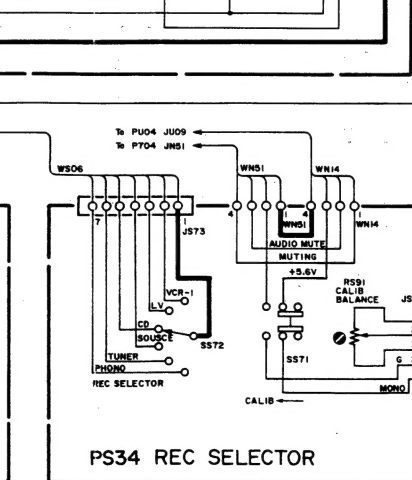 To PU04 JU09
To P704 JN51
WS06
WN51
WN14
7
1
4
1
4
1
WN14
JS73
WN51
AUDIO MUTE
MUTING
+5.6V
VCR-1
RS91
CALIB
BALANCE
JS
LV
CD
SOURCE
SS72
SS71
TUNER
G
PHONO
MONO
REC SELECTOR
CALIB
PS34 REC SELECTOR